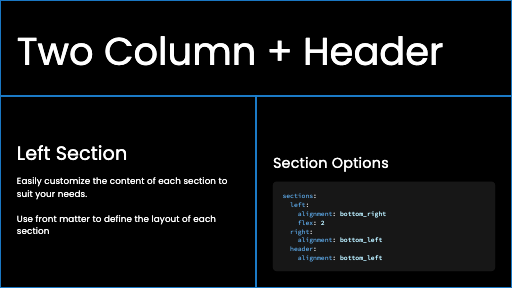 Two Column + Header
Left Section
Easily customize the content of each section to
suit your needs.
Use front matter to define the layout of each
section
Section Options
sections:
  left:
    alignment: bottom_right
    flex: 2
  right:
    alignment: bottom_left
  header:
    alignment: bottom_left